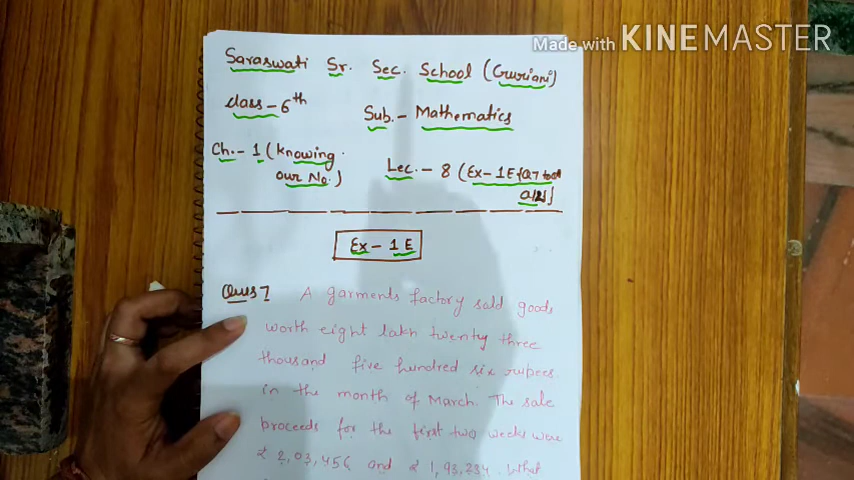 Made with KINEMASTER
Saraswati Sr. Sec. School (Guriani)
Class - 6th Sub. - Mathematics
Ch. - 1 (Knowing our No.)
Lec. - 8 (Ex - 1E {Q7 to
Ex - 1 E
Ques 7 A garments factory sold goods
worth eight lakh twenty three
thousand five hundred six rupees
in the month of March. The sale
proceeds for the first two weeks were
₹ 2,03,456 and ₹ 1,93,234. What